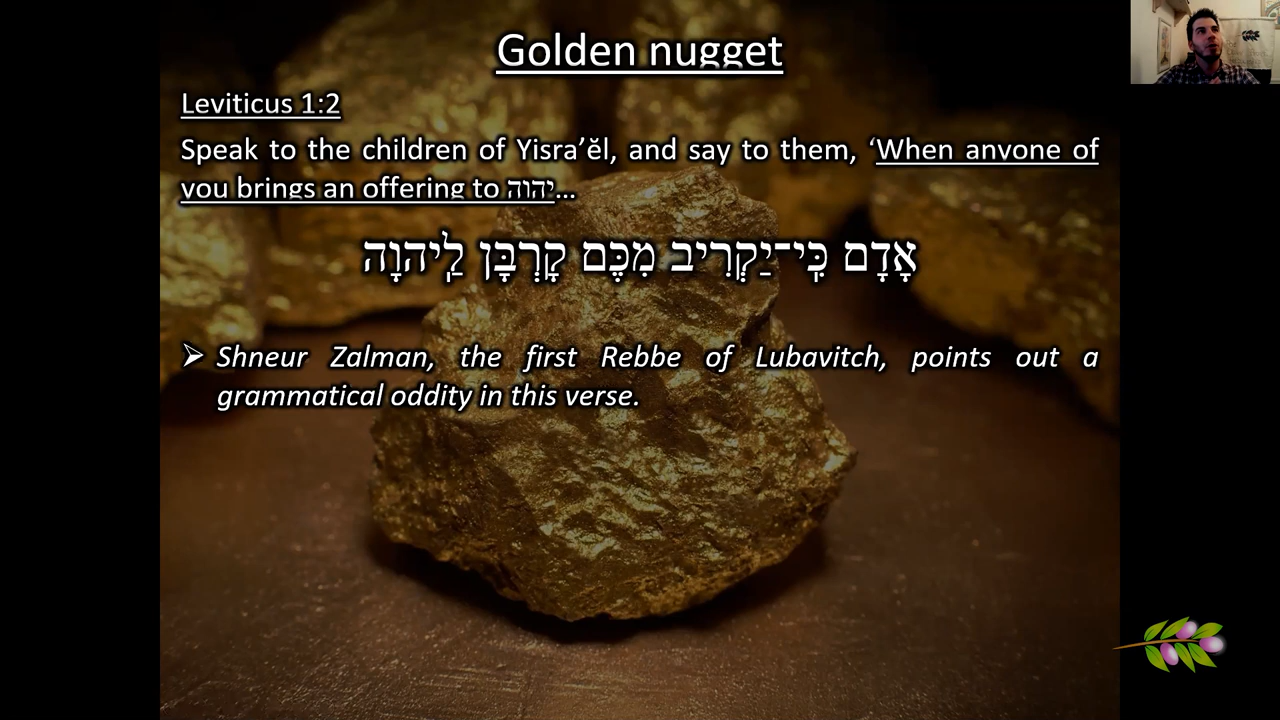 Golden nugget
Leviticus 1:2
Speak to the children of Yisra’ĕl, and say to them, ‘When anyone of
you brings an offering to יהוה...
אָדָם כִּי־יַקְרִיב מִכֶּם קָרְבָּן לַֽיהוָה
➢ Shneur Zalman, the first Rebbe of Lubavitch, points out a
grammatical oddity in this verse.